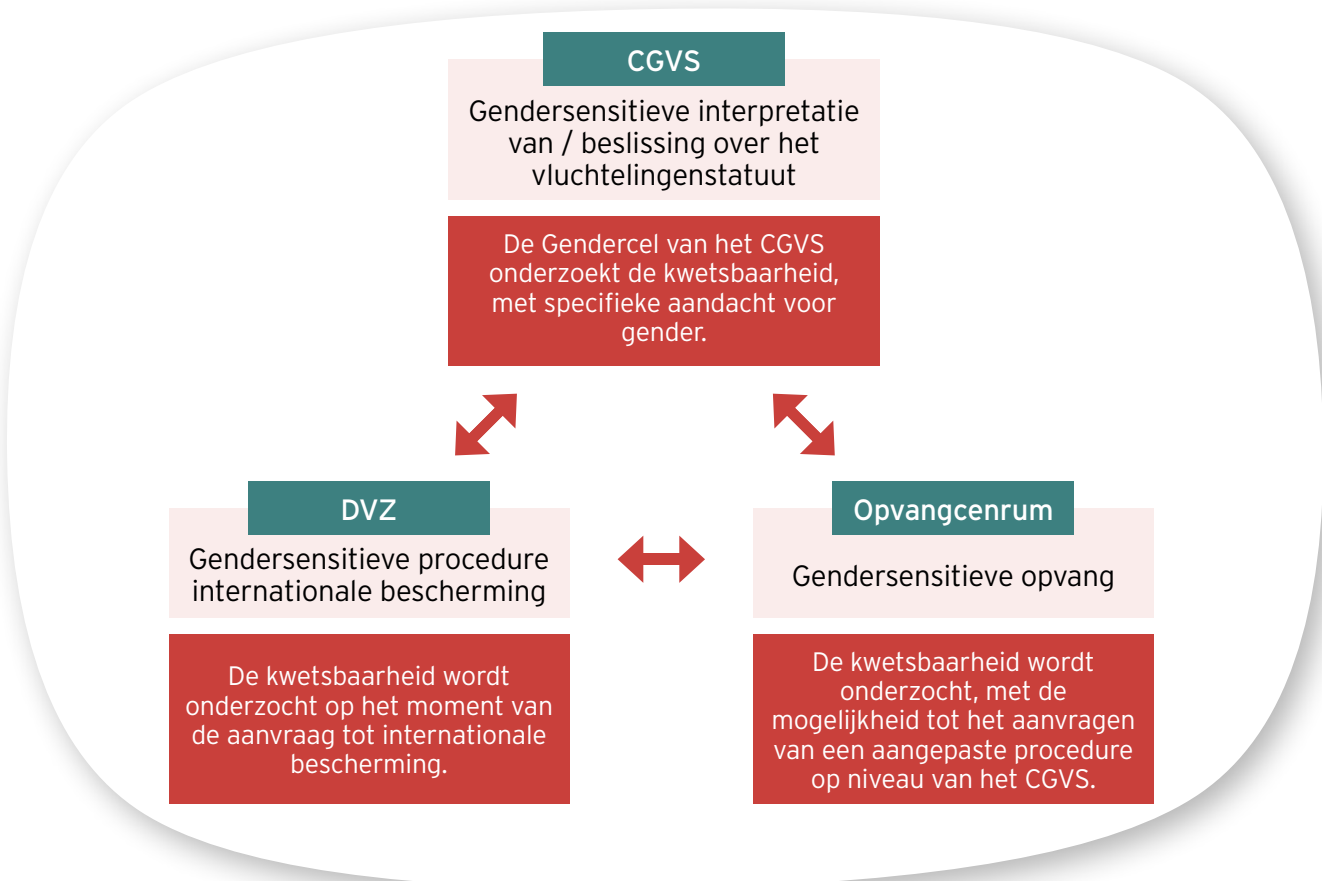 CGVS
Gendersensitieve interpretatie
van / beslissing over het
vluchtelingenstatuut
De Gendercel van het CGVS
onderzoekt de kwetsbaarheid,
met specifieke aandacht voor
gender.
DVZ
Gendersensitieve procedure
internationale bescherming
De kwetsbaarheid wordt
onderzocht op het moment van
de aanvraag tot internationale
bescherming.
Opvangcenrum
Gendersensitieve opvang
De kwetsbaarheid wordt
onderzocht, met de
mogelijkheid tot het aanvragen
van een aangepaste procedure
op niveau van het CGVS.